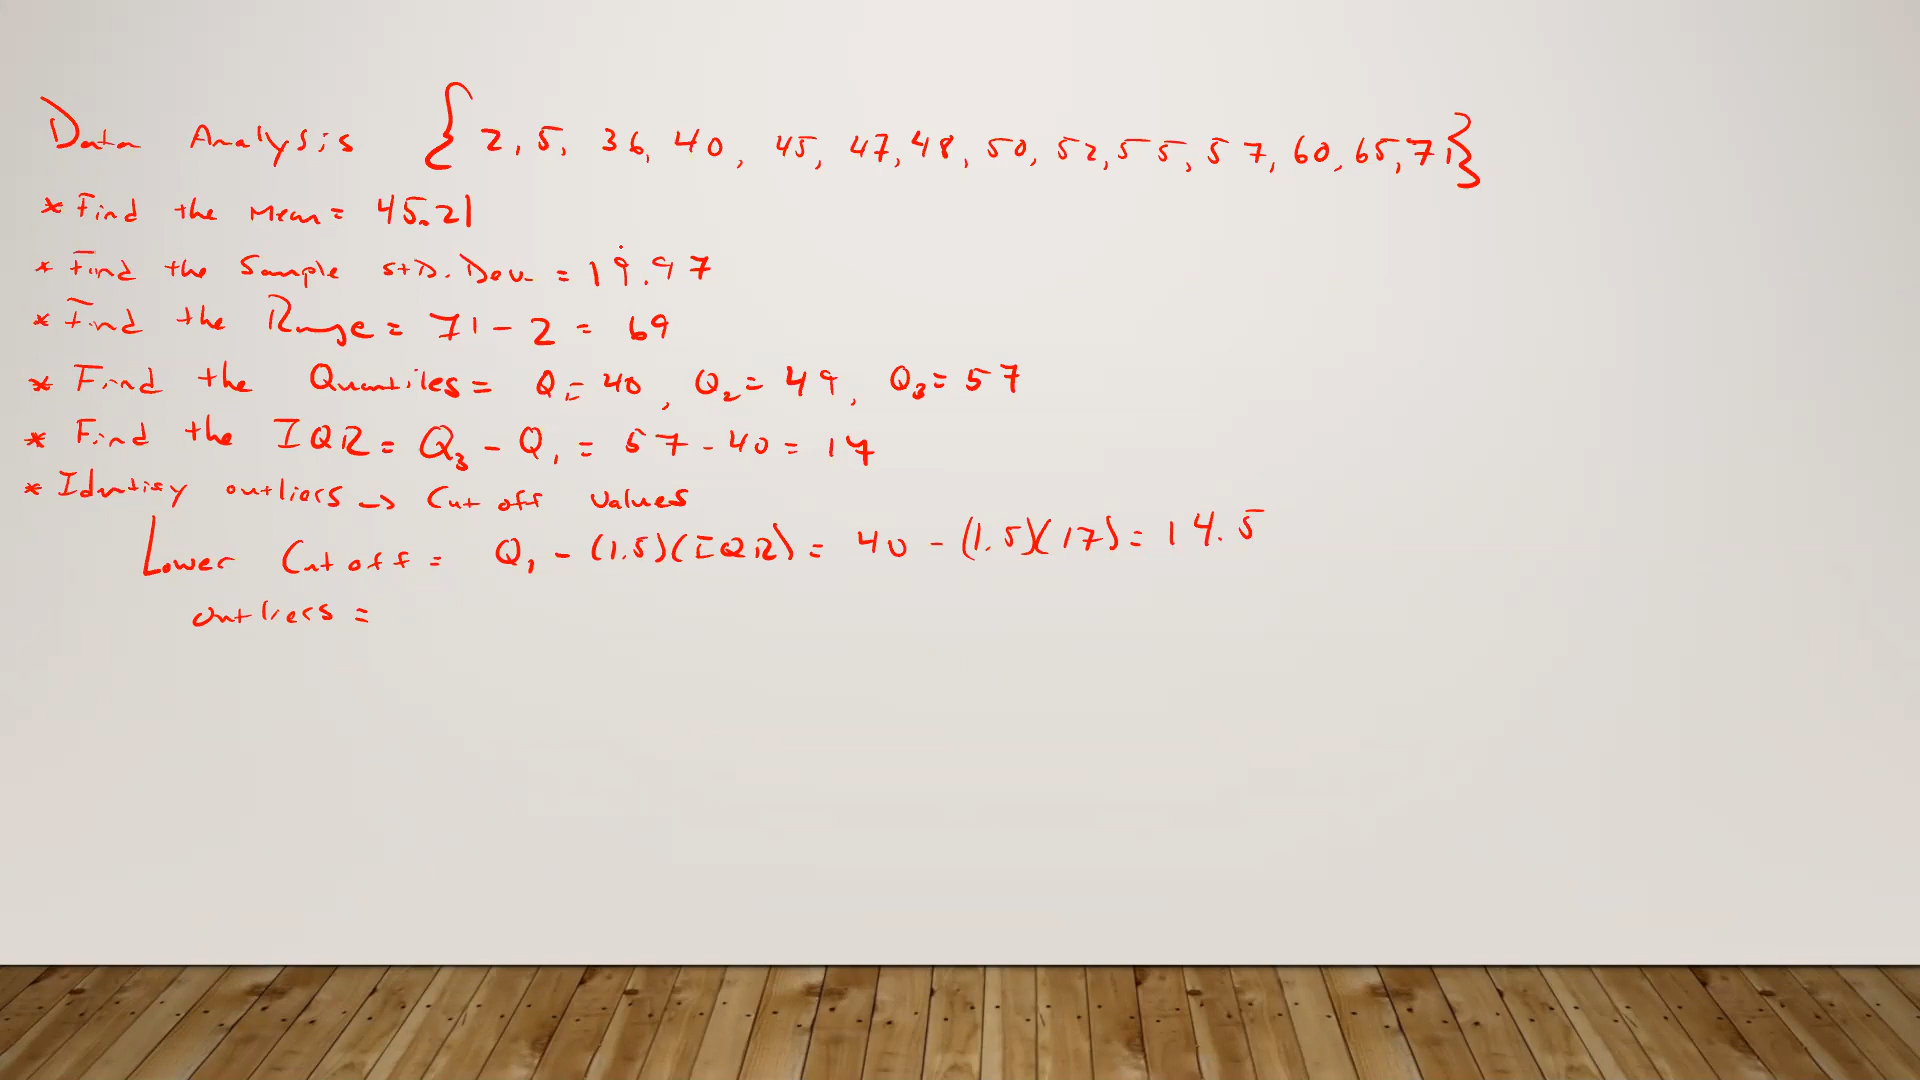 Data Analysis {2, 5, 36, 40, 45, 47, 48, 50, 52, 55, 57, 60, 65, 71}
* Find the Mean = 45.21
* Find the Sample StD. Dev. = 19.97
* Find the Range = 71 - 2 = 69
* Find the Quantiles = Q₁ = 40, Q₂ = 49, Q₃ = 57
* Find the IQR = Q₃ - Q₁ = 57 - 40 = 17
* Identify outliers → Cut off values
Lower Cut off = Q₁ - (1.5)(IQR) = 40 - (1.5)(17) = 14.5
outliers =